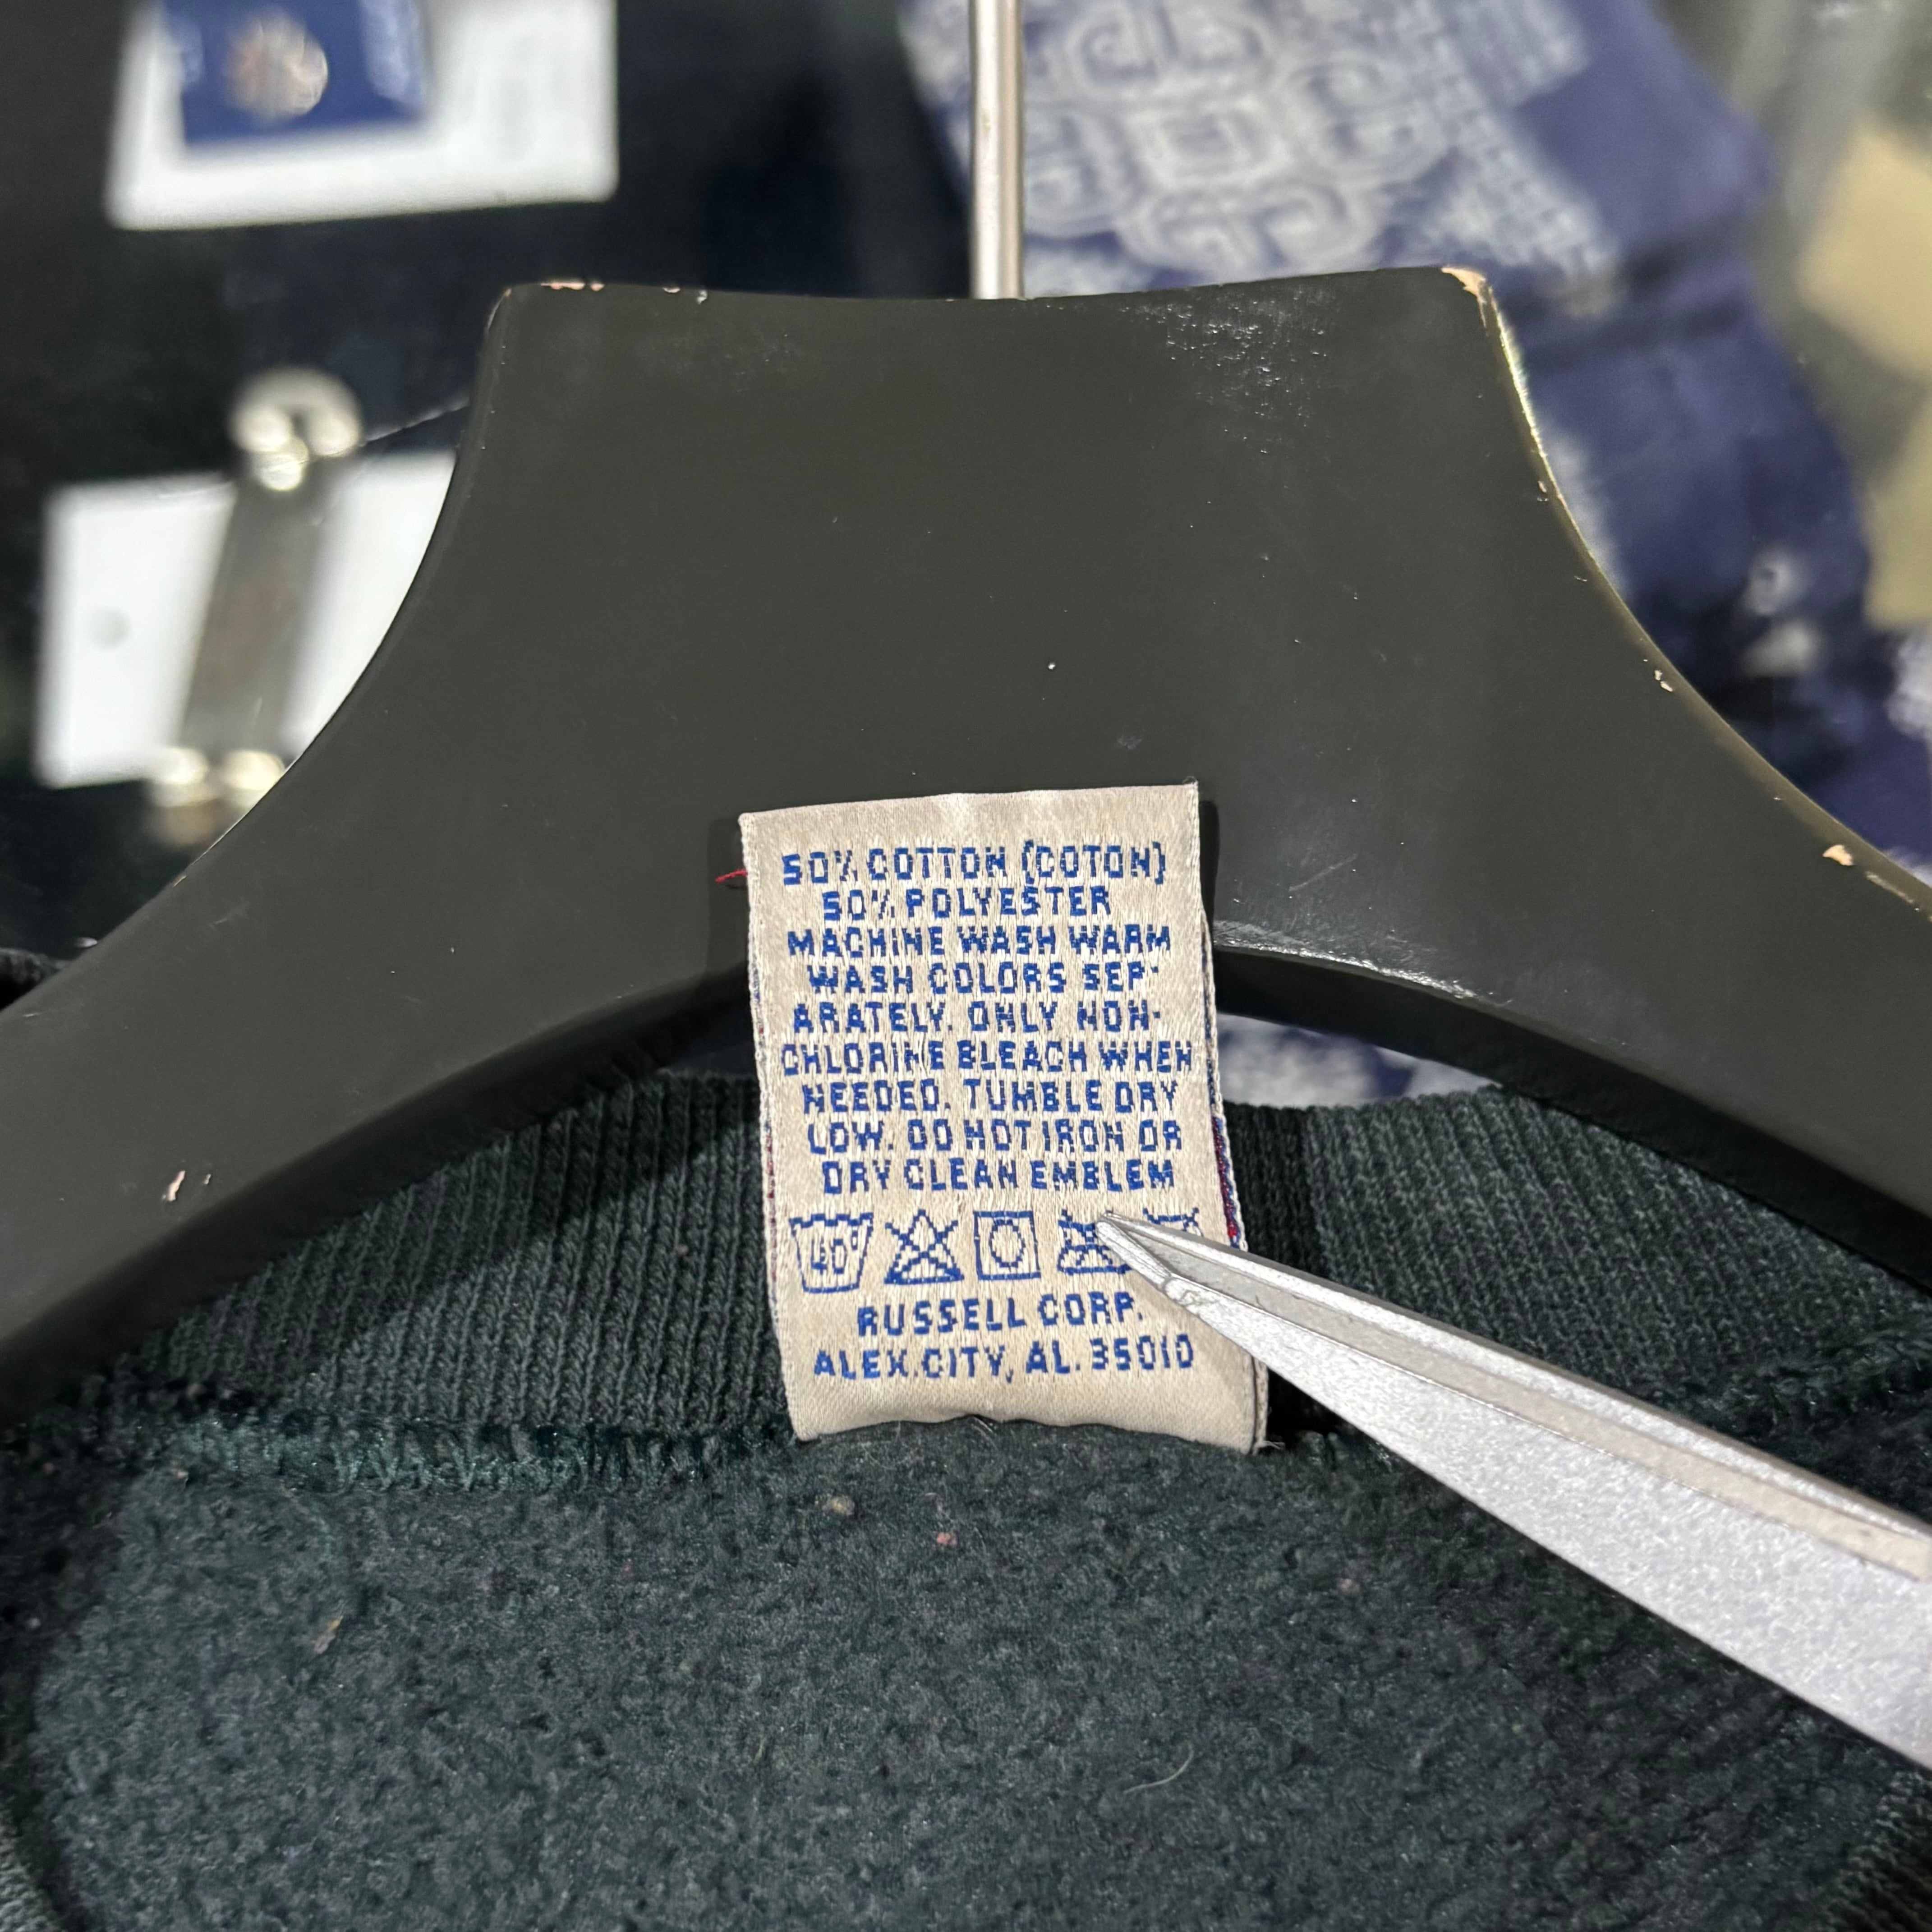 50% COTTON (COTON)
50% POLYESTER
MACHINE WASH WARM
WASH COLORS SEP-
ARATELY. ONLY NON-
CHLORINE BLEACH WHEN
NEEDED. TUMBLE DRY
LOW. DO NOT IRON OR
DRY CLEAN EMBLEM
40°
RUSSELL CORP.
ALEX.CITY, AL. 35010